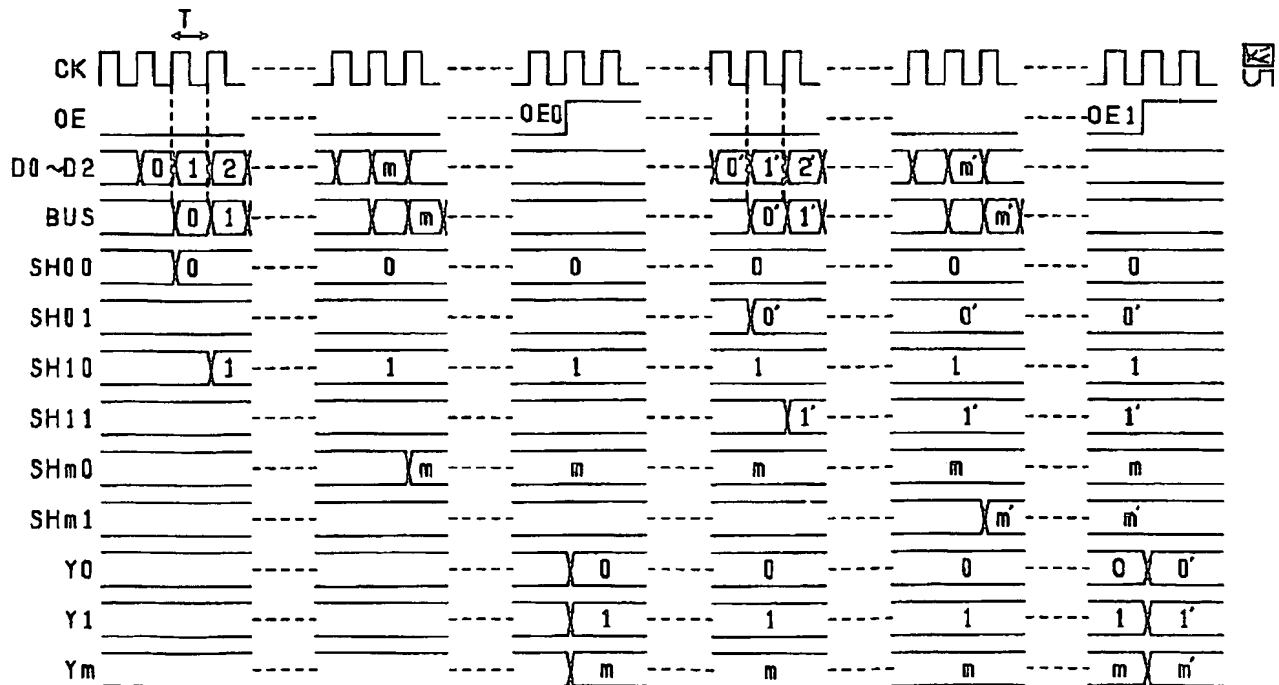 T
CK
OE OE0 OE1
D0~D2 0 1 2 m 0' 1' 2' m'
BUS 0 1 m 0' 1' m'
SH00 0 0 0 0 0 0
SH01 0' 0' 0'
SH10 1 1 1 1 1 1
SH11 1' 1' 1'
SHm0 m m m m m
SHm1 m' m'
Y0 0 0 0 0 0'
Y1 1 1 1 1 1'
Ym m m m m m'